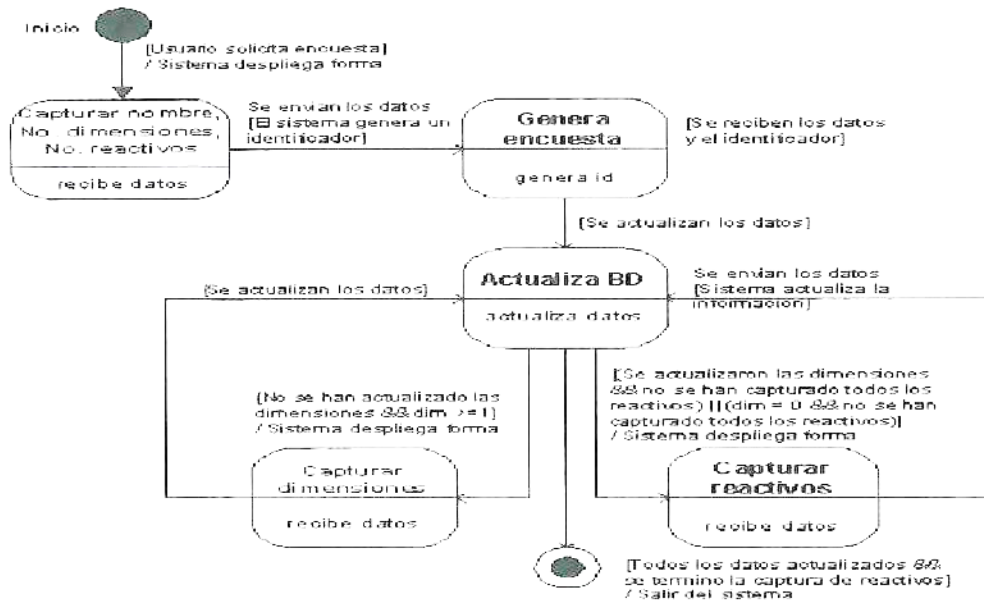 Inicio
[Usuario solicita encuesta]
/ Sistema despliega forma
Capturar nombre,
No. dimensiones,
No. reactivos
recibe datos
Se envian los datos
[El sistema genera un
identificador]
Genera
encuesta
genera id
[Se reciben los datos
y el identificador]
[Se actualizan los datos]
Actualiza BD
actualiza datos
[Se actualizan los datos]
Se envian los datos
[Sistema actualiza la
información]
[No se han actualizado las
dimensiones && dim >=1]
/ Sistema despliega forma
[(Se actualizaron las dimensiones
&& no se han capturado todos los
reactivos) ||(dim = 0 && no se han
capturado todos los reactivos)]
/ Sistema despliega forma
Capturar
dimensiones
recibe datos
Capturar
reactivos
recibe datos
[Todos los datos actualizados &&
se termino la captura de reactivos]
/ Salir del sistema